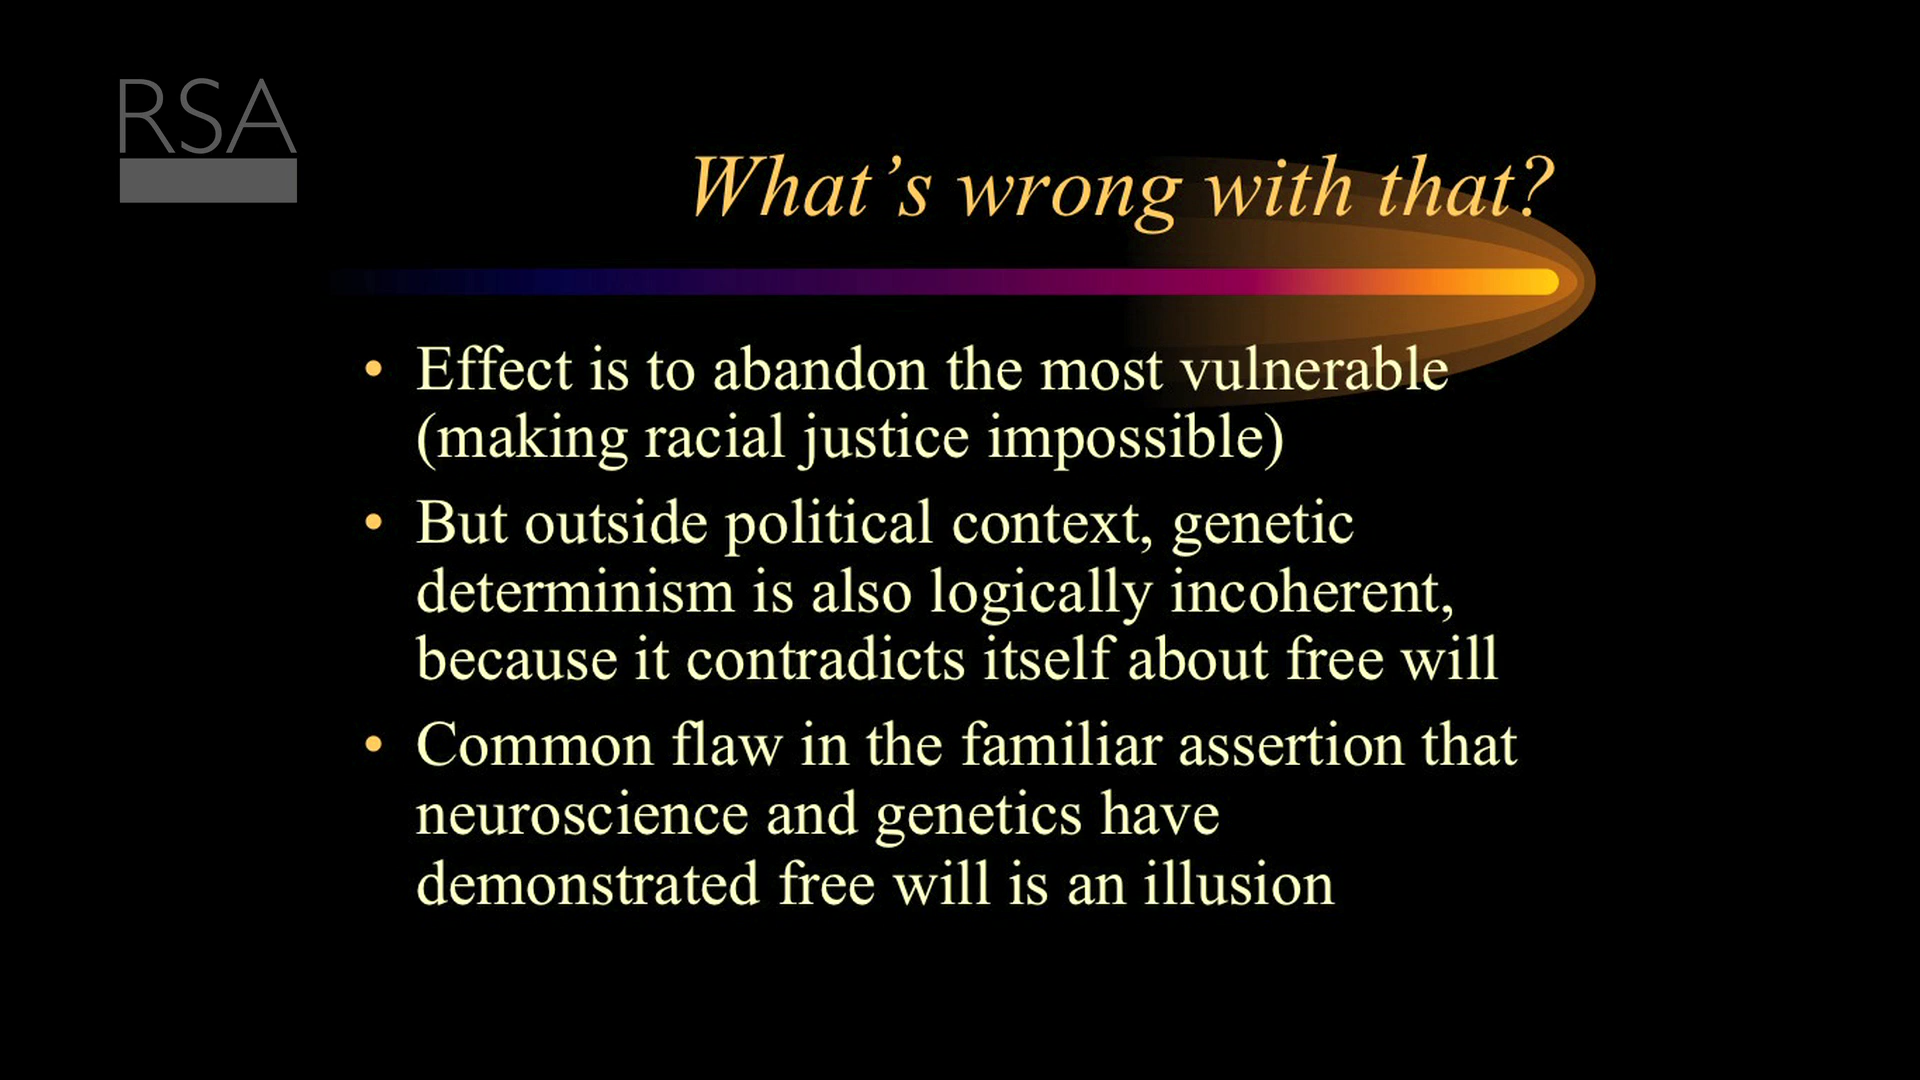 RSA
What’s wrong with that?
• Effect is to abandon the most vulnerable
(making racial justice impossible)
• But outside political context, genetic
determinism is also logically incoherent,
because it contradicts itself about free will
• Common flaw in the familiar assertion that
neuroscience and genetics have
demonstrated free will is an illusion